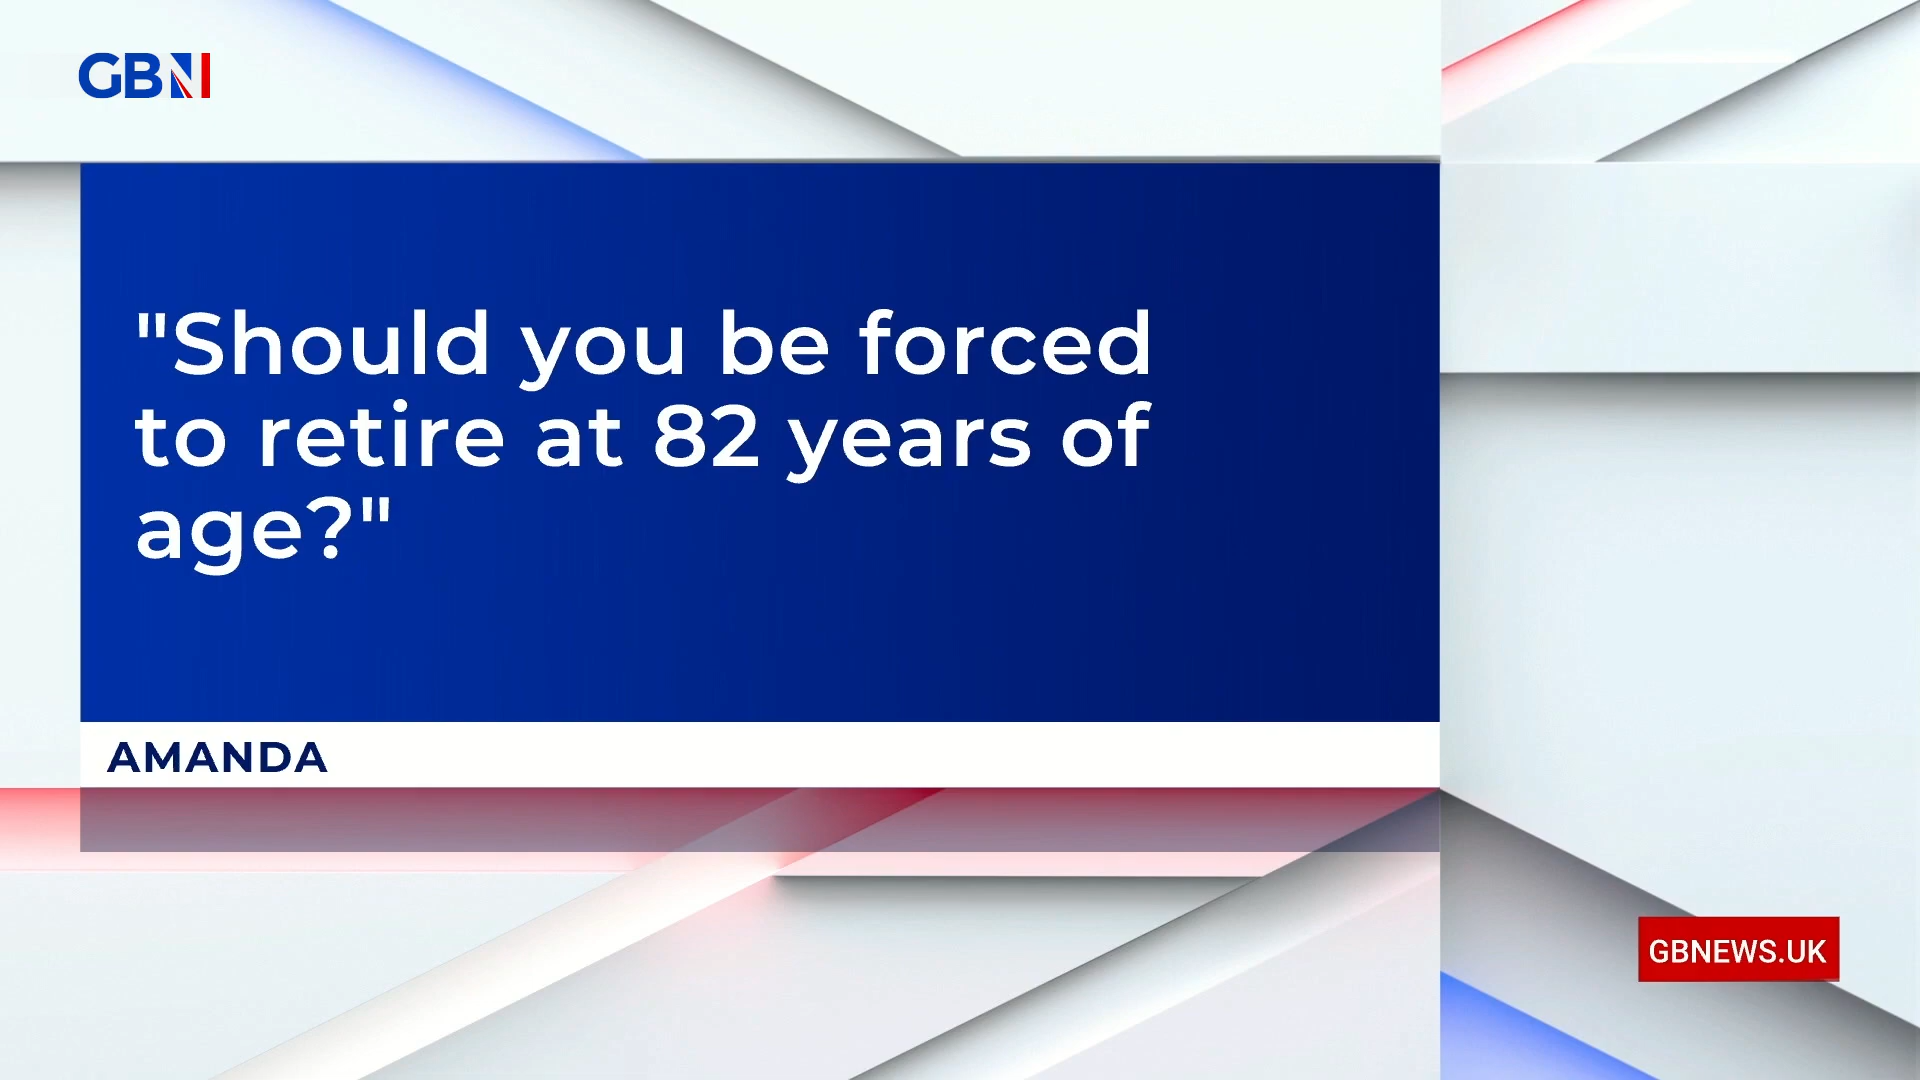 GBN
"Should you be forced
to retire at 82 years of
age?"
AMANDA
GBNEWS.UK